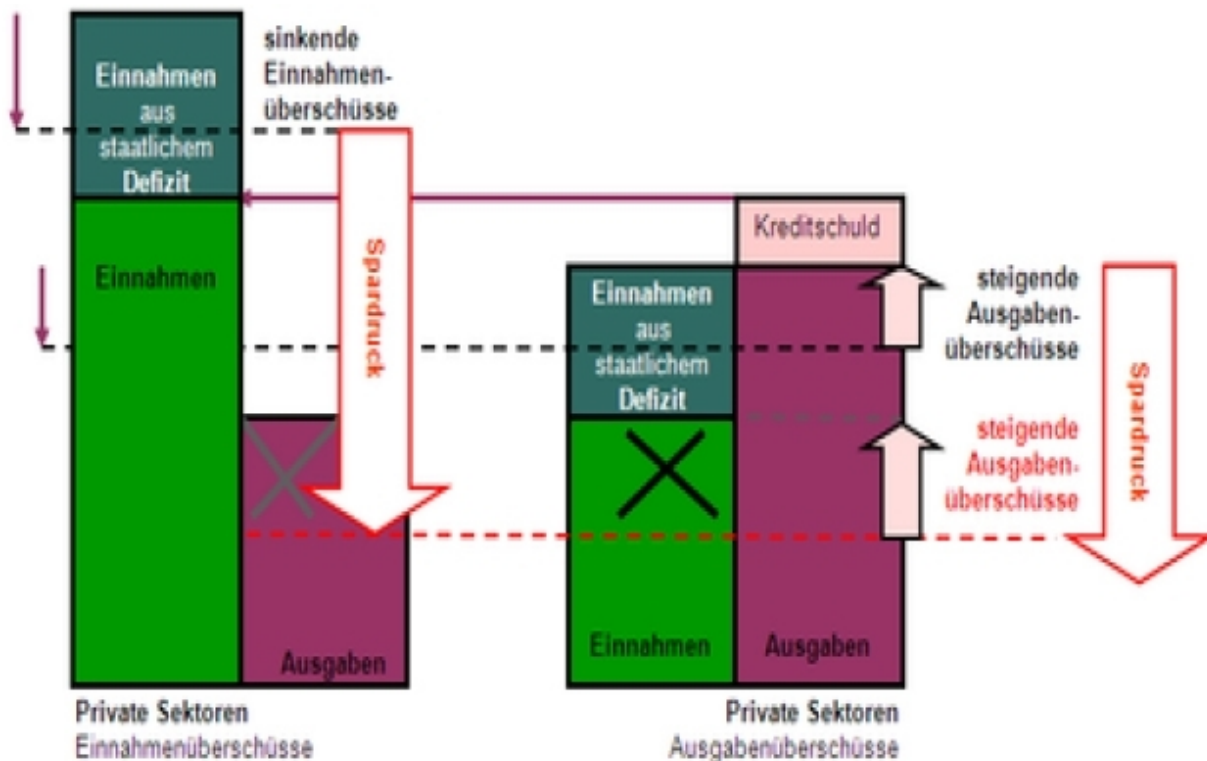 sinkende
Einnahmen-
überschüsse
Einnahmen
aus
staatlichem
Defizit
Einnahmen
Spardruck
Ausgaben
Private Sektoren
Einnahmenüberschüsse
Kreditschuld
Einnahmen
aus
staatlichem
Defizit
Einnahmen
Ausgaben
steigende
Ausgaben-
überschüsse
steigende
Ausgaben-
überschüsse
Spardruck
Private Sektoren
Ausgabenüberschüsse